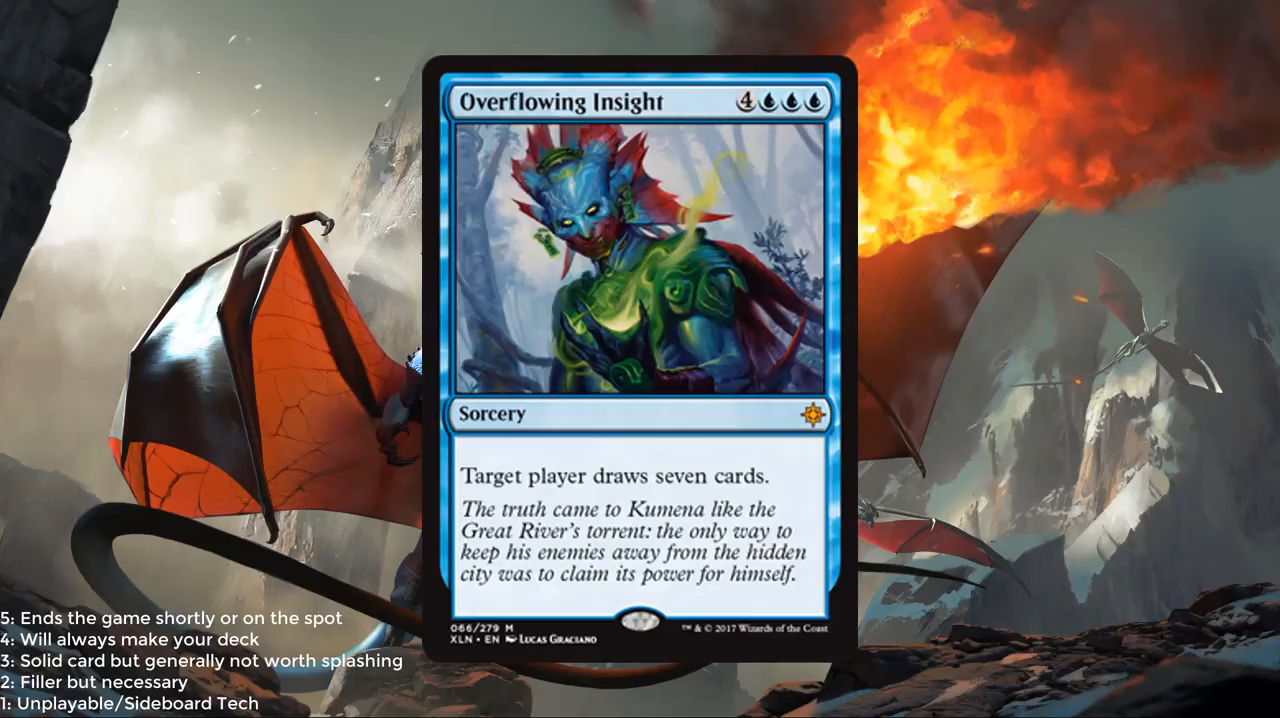 Overflowing Insight 4
Sorcery
Target player draws seven cards.
The truth came to Kumena like the
Great River's torrent: the only way to
keep his enemies away from the hidden
city was to claim its power for himself.
066/279 M
XLN • EN Lucas Graciano
™ & © 2017 Wizards of the Coast
5: Ends the game shortly or on the spot
4: Will always make your deck
3: Solid card but generally not worth splashing
2: Filler but necessary
1: Unplayable/Sideboard Tech